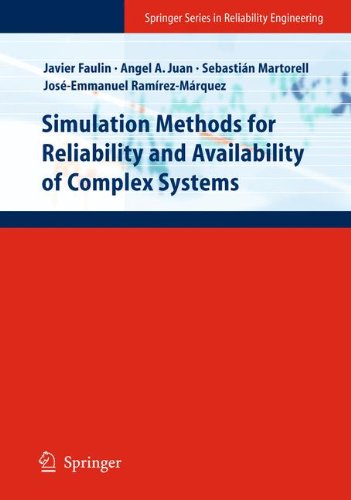 Springer Series in Reliability Engineering
Javier Faulin · Angel A. Juan · Sebastián Martorell
José-Emmanuel Ramírez-Márquez
Simulation Methods for
Reliability and Availability
of Complex Systems
Springer